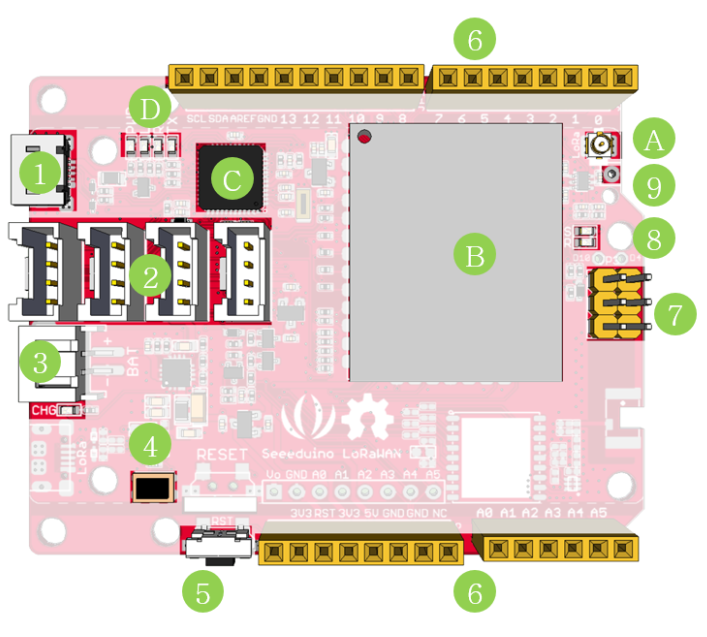 6
D
SCL SDA AREF GND 13 12 11 10 9 8 7 6 5 4 3 2 1 0
A
1
C
9
B
8
2
7
3
+
BAT
-
CHG
LoRa
4
RESET
Seeeduino LoRaWAN
Vo GND A0 A1 A2 A3 A4 A5
3V3 RST 3V3 5V GND GND NC
A0 A1 A2 A3 A4 A5
RST
5
6